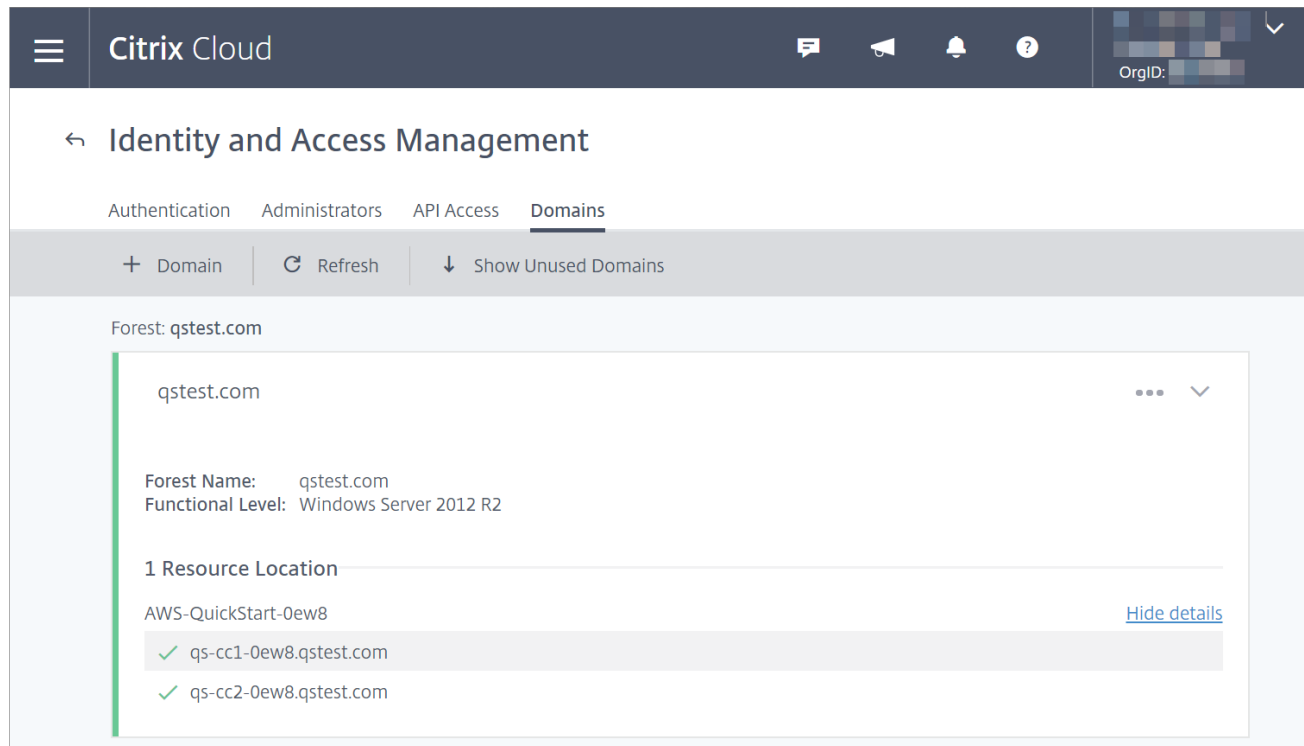 Citrix Cloud
OrgID:
Identity and Access Management
Authentication Administrators API Access Domains
+ Domain Refresh Show Unused Domains
Forest: qstest.com
qstest.com
Forest Name: qstest.com
Functional Level: Windows Server 2012 R2
1 Resource Location
AWS-QuickStart-0ew8 Hide details
qs-cc1-0ew8.qstest.com
qs-cc2-0ew8.qstest.com